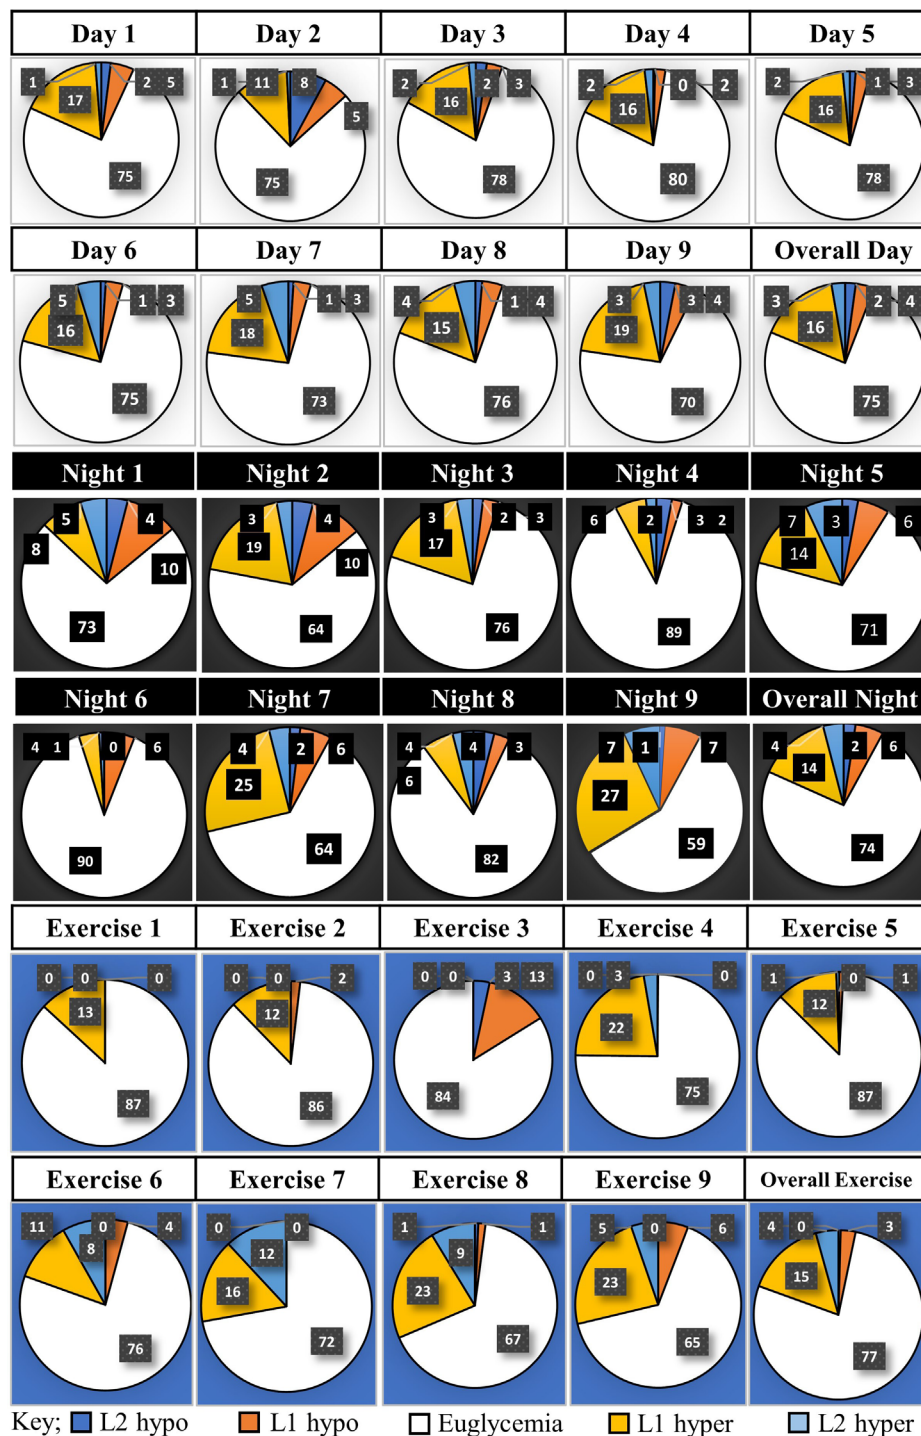 Day 1 Day 2 Day 3 Day 4 Day 5
1 17 2 5 1 11 8 2 16 2 3 2 16 0 2 2 16 1 3
5
75 75 78 80 78
Day 6 Day 7 Day 8 Day 9 Overall Day
5 1 3 5 1 3 4 1 4 3 3 4 3 2 4
16 18 15 19 16
75 73 76 70 75
Night 1 Night 2 Night 3 Night 4 Night 5
5 4 3 4 3 2 3 6 2 3 2 7 3 6
8 10 19 10 17 14
73 64 76 89 71
Night 6 Night 7 Night 8 Night 9 Overall Night
4 1 0 6 4 2 6 4 4 3 7 1 7 4 2 6
25 6 27 14
90 64 82 59 74
Exercise 1 Exercise 2 Exercise 3 Exercise 4 Exercise 5
0 0 0 0 0 2 0 0 3 13 0 3 0 1 0 1
13 12 22 12
87 86 84 75 87
Exercise 6 Exercise 7 Exercise 8 Exercise 9 Overall Exercise
11 0 4 0 0 1 1 5 0 6 4 0 3
8 12 9
16 23 23 15
76 72 67 65 77
Key; L2 hypo L1 hypo Euglycemia L1 hyper L2 hyper